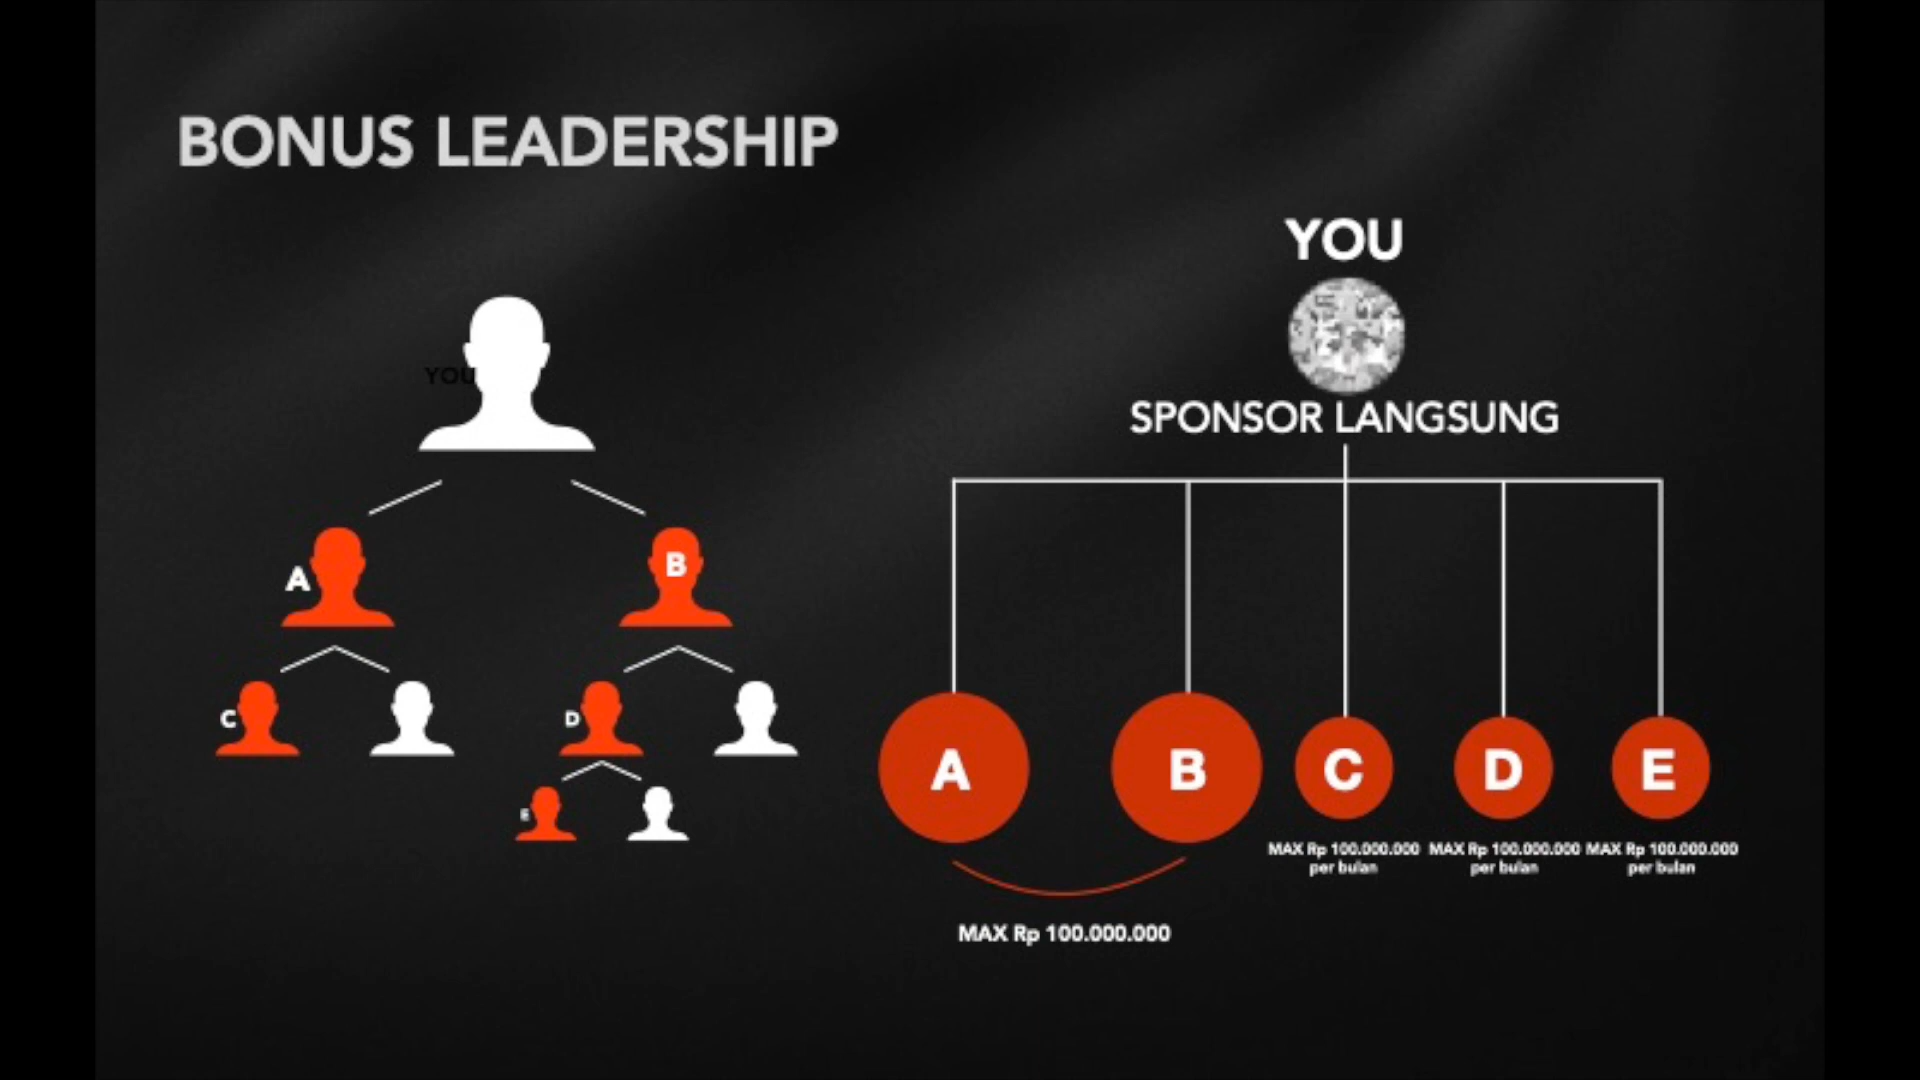 BONUS LEADERSHIP
YOU
A
B
C
D
E
YOU
SPONSOR LANGSUNG
A
B
C
D
E
MAX Rp 100.000.000
per bulan
MAX Rp 100.000.000
per bulan
MAX Rp 100.000.000
per bulan
MAX Rp 100.000.000